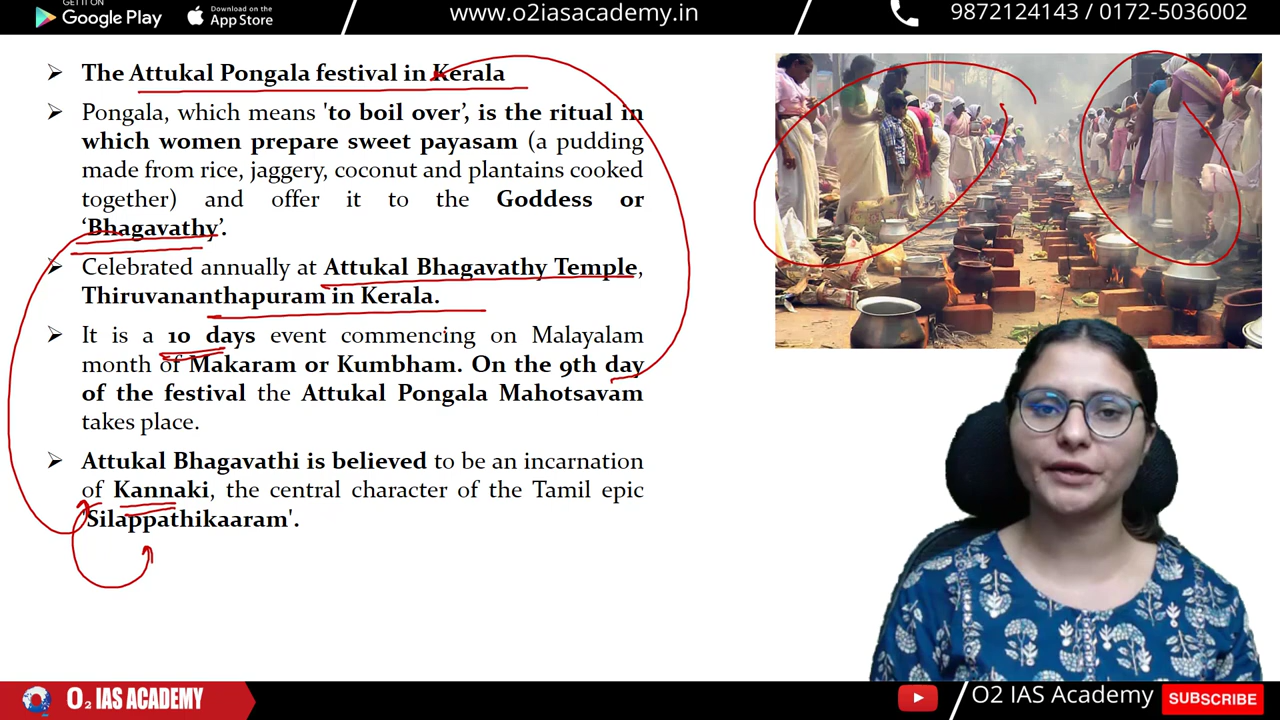 GET IT ON
Google Play
Download on the
App Store
www.o2iasacademy.in
9872124143 / 0172-5036002
➢ The Attukal Pongala festival in Kerala
➢ Pongala, which means 'to boil over’, is the ritual in
which women prepare sweet payasam (a pudding
made from rice, jaggery, coconut and plantains cooked
together) and offer it to the Goddess or
‘Bhagavathy’.
➢ Celebrated annually at Attukal Bhagavathy Temple,
Thiruvananthapuram in Kerala.
➢ It is a 10 days event commencing on Malayalam
month of Makaram or Kumbham. On the 9th day
of the festival the Attukal Pongala Mahotsavam
takes place.
➢ Attukal Bhagavathi is believed to be an incarnation
of Kannaki, the central character of the Tamil epic
'Silappathikaaram'.
O₂ IAS ACADEMY
O2 IAS Academy
SUBSCRIBE